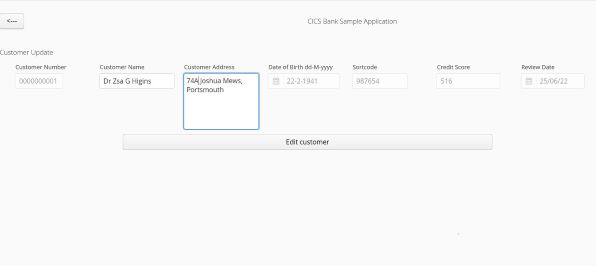 <---
CICS Bank Sample Application
Customer Update
Customer Number Customer Name Customer Address Date of Birth dd-M-yyyy Sortcode Credit Score Review Date
0000000001 Dr Zsa G Higins 74A Joshua Mews, 22-2-1941 987654 516 25/06/22
Portsmouth
Edit customer